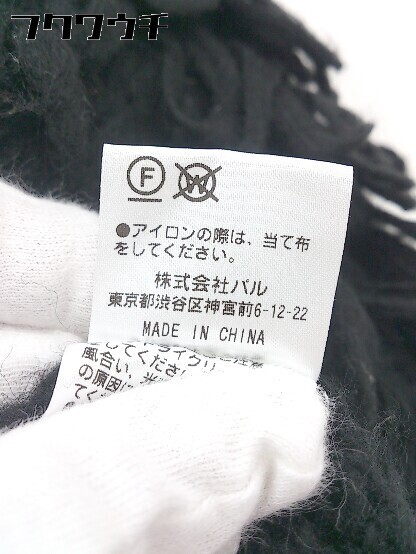 フクワウチ
F
W
●アイロンの際は、当て布
をしてください。
株式会社パル
東京都渋谷区神宮前6-12-22
MADE IN CHINA
してくださ
風合い、
の原因に
てく